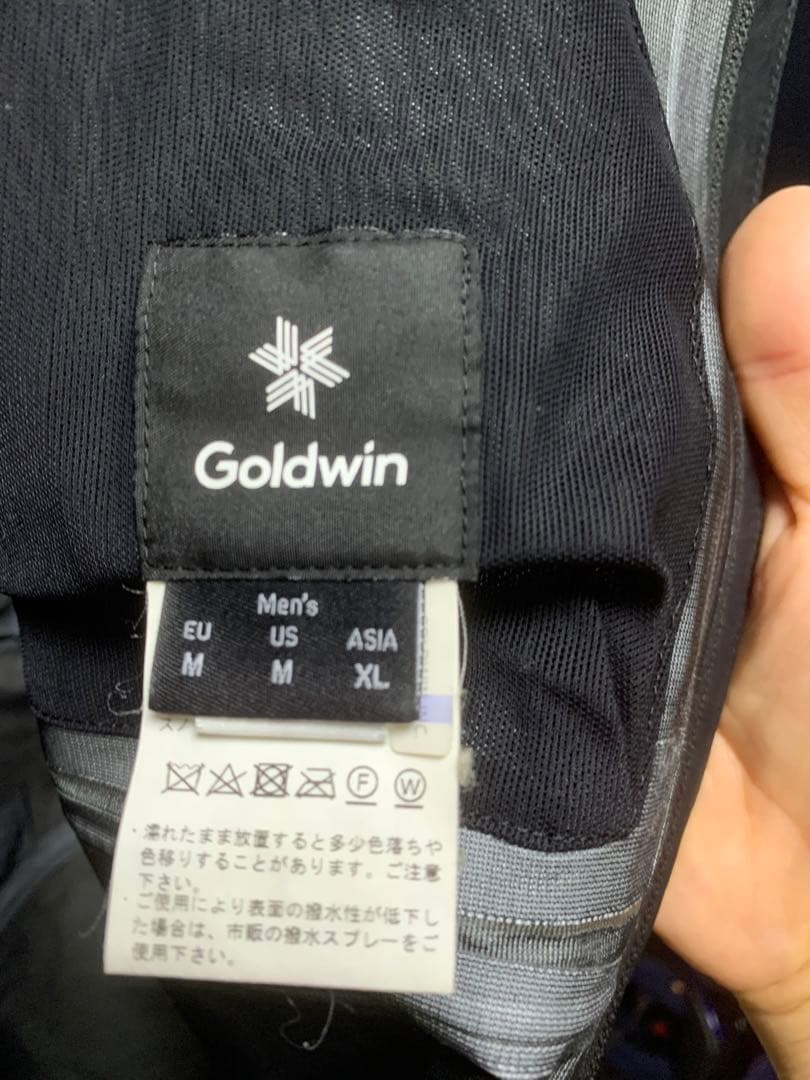 Goldwin
Men's
EU US ASIA
M M XL
F W
・濡れたまま放置すると多少色落ちや
色移りすることがあります。ご注意
下さい。
・ご使用により表面の撥水性が低下し
た場合は、市販の撥水スプレーをご
使用下さい。